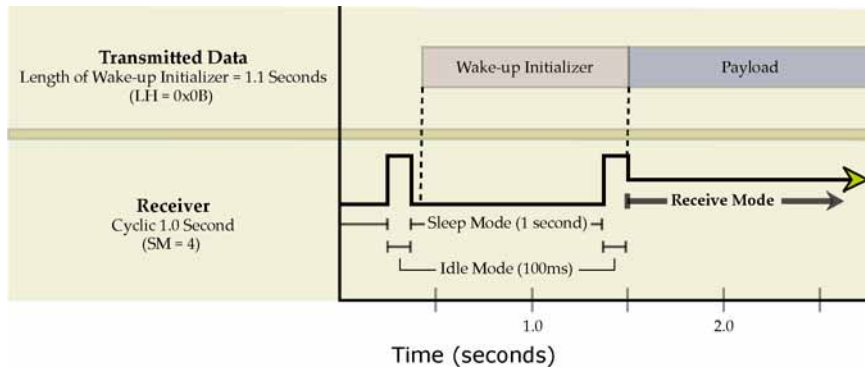 Transmitted Data
Length of Wake-up Initializer = 1.1 Seconds
(LH = 0x0B)
Wake-up Initializer
Payload
Receiver
Cyclic 1.0 Second
(SM = 4)
Sleep Mode (1 second)
Receive Mode
Idle Mode (100ms)
1.0
2.0
Time (seconds)